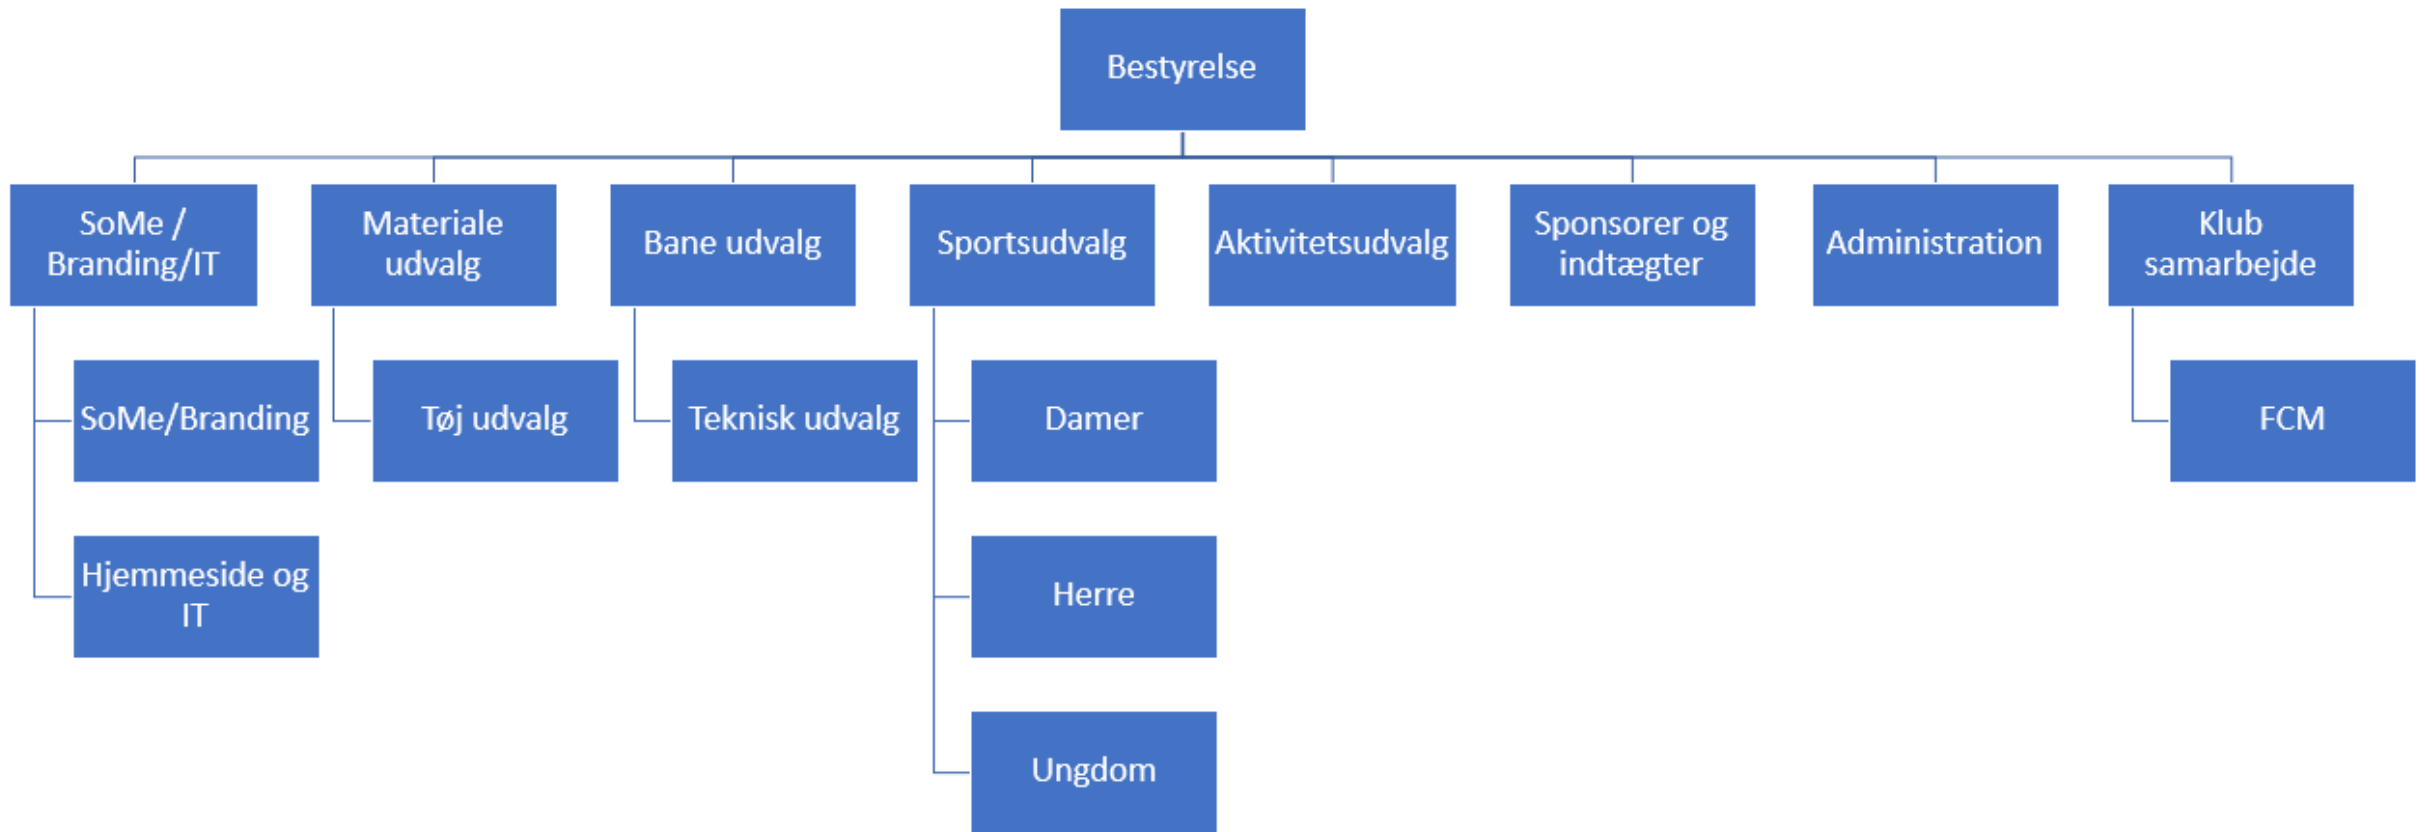 Bestyrelse
SoMe /
Branding/IT
Materiale
udvalg
Bane udvalg
Sportsudvalg
Aktivitetsudvalg
Sponsorer og
indtægter
Administration
Klub
samarbejde
SoMe/Branding
Tøj udvalg
Teknisk udvalg
Damer
FCM
Hjemmeside og
IT
Herre
Ungdom